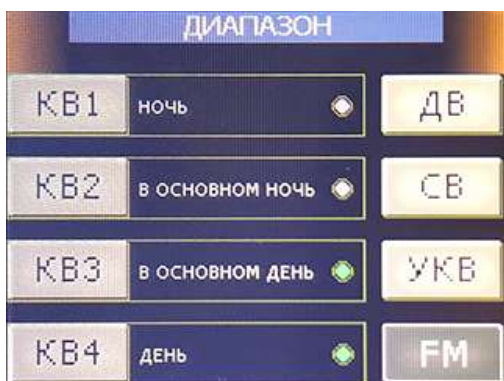 ДИАПАЗОН
КВ1 НОЧЬ ДВ
КВ2 В ОСНОВНОМ НОЧЬ СВ
КВ3 В ОСНОВНОМ ДЕНЬ УКВ
КВ4 ДЕНЬ FM